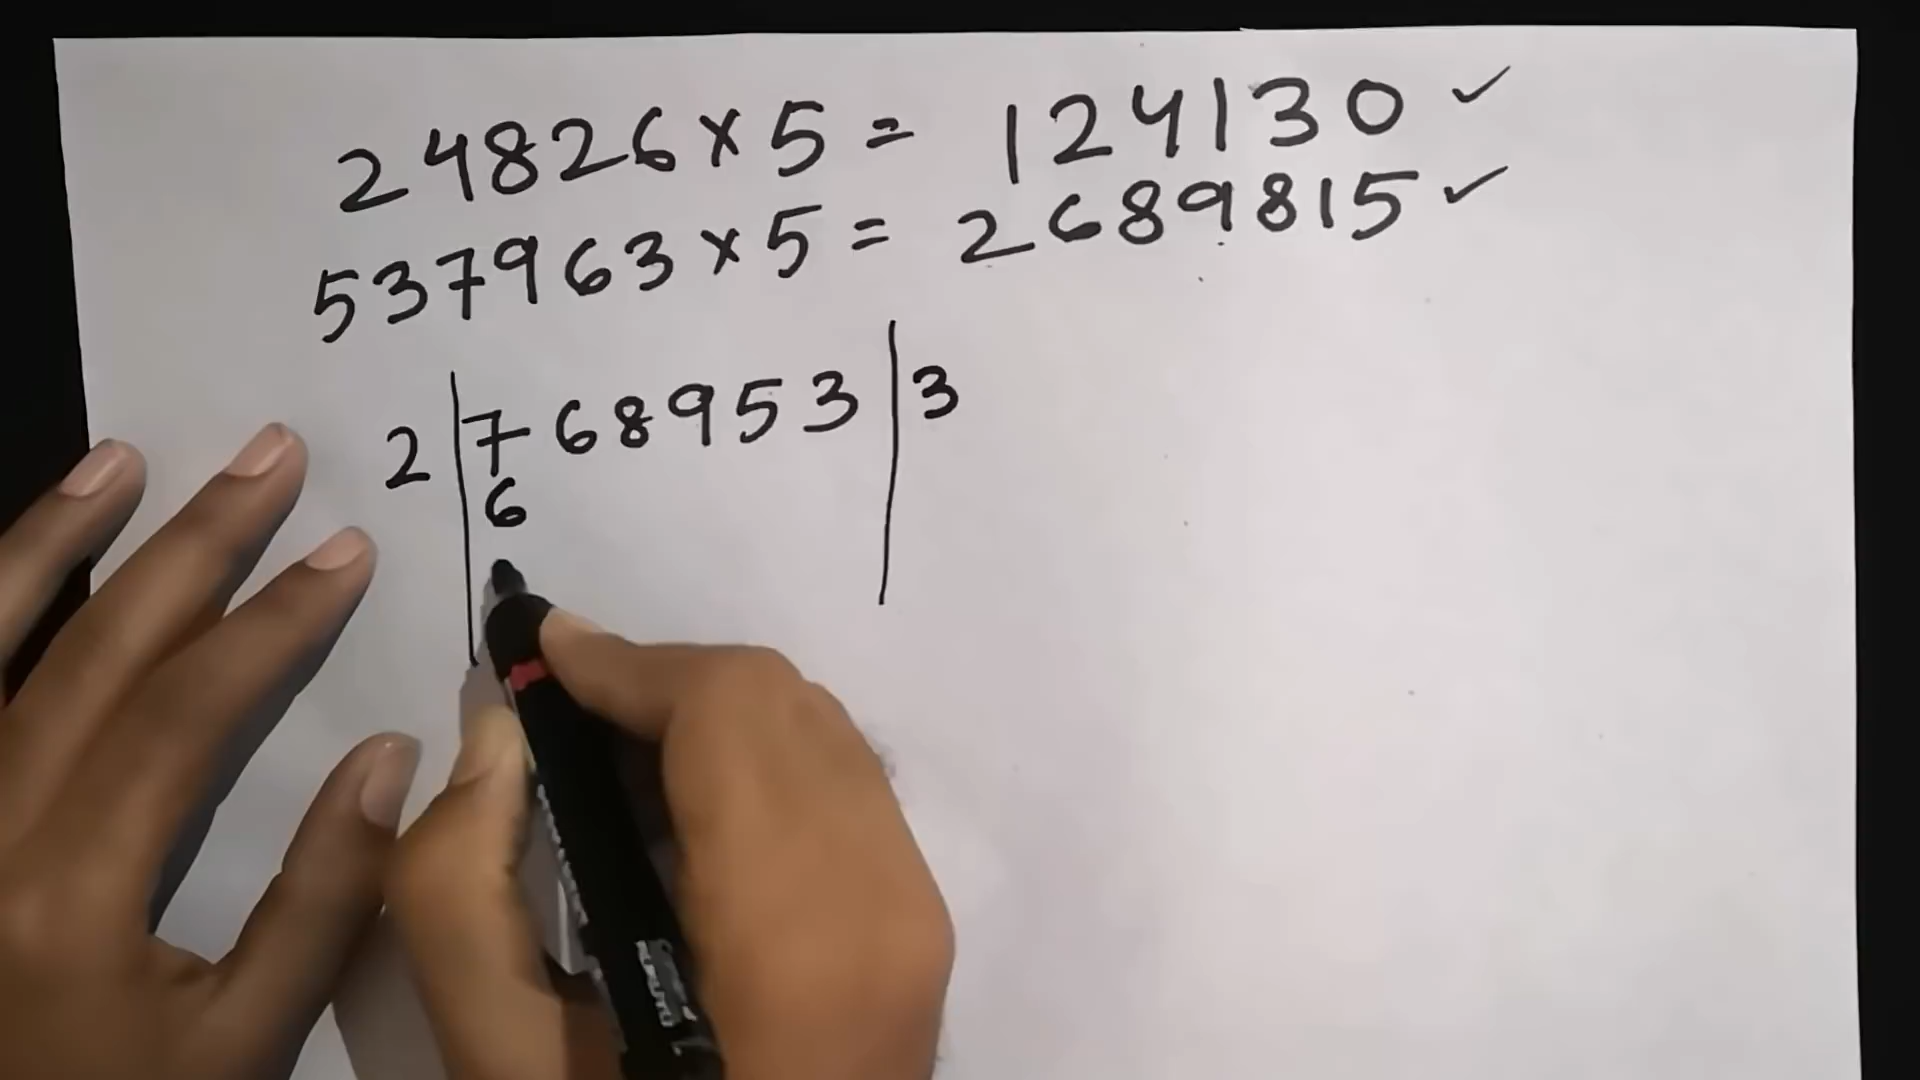 24826×5 = 124130 ✓
537963×5 = 2689815 ✓
2 | 768953 | 3
6